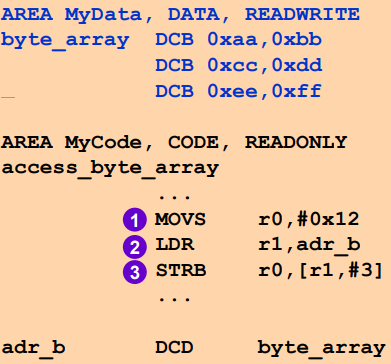 AREA MyData, DATA, READWRITE
byte_array DCB 0xaa,0xbb
DCB 0xcc,0xdd
DCB 0xee,0xff
AREA MyCode, CODE, READONLY
access_byte_array
...
1 MOVS r0,#0x12
2 LDR r1,adr_b
3 STRB r0,[r1,#3]
...
adr_b DCD byte_array